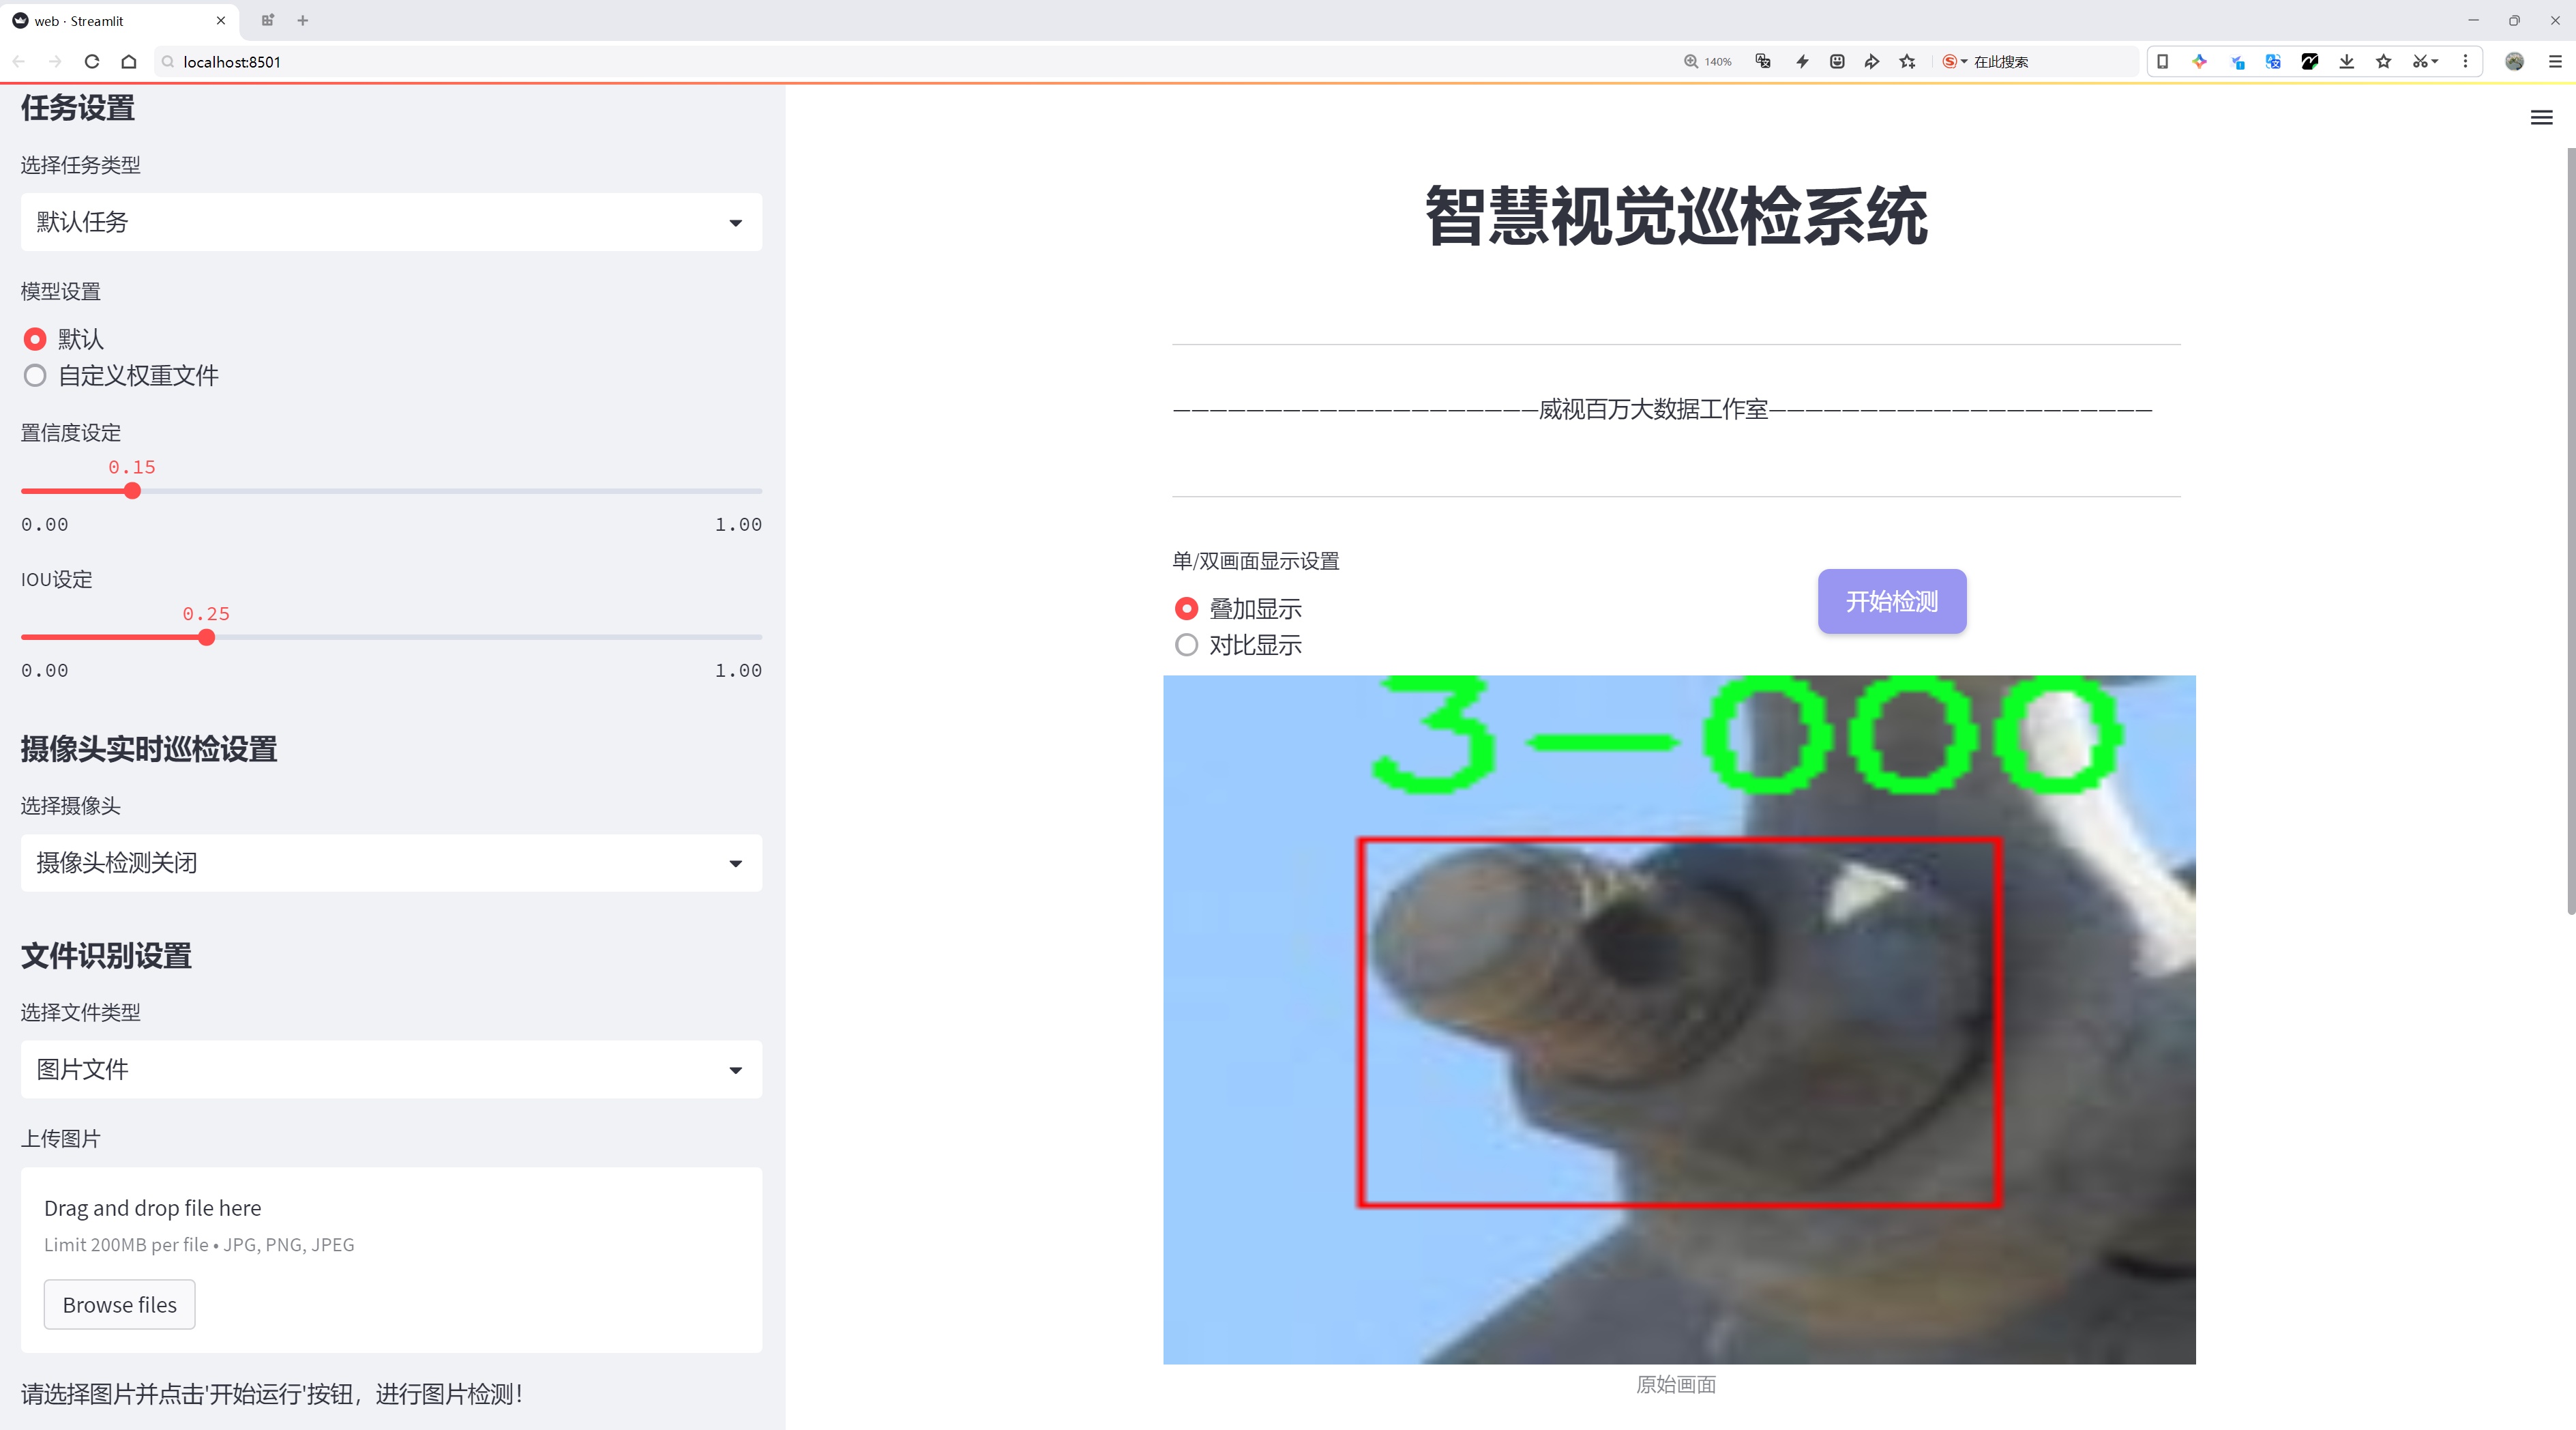 web · Streamlit
localhost:8501
140%
在此搜索
任务设置
选择任务类型
默认任务
模型设置
默认
自定义权重文件
置信度设定
0.15
0.00
1.00
IOU设定
0.25
0.00
1.00
摄像头实时巡检设置
选择摄像头
摄像头检测关闭
文件识别设置
选择文件类型
图片文件
上传图片
Drag and drop file here
Limit 200MB per file • JPG, PNG, JPEG
Browse files
请选择图片并点击'开始运行'按钮，进行图片检测！
智慧视觉巡检系统
————————————————————威视百万大数据工作室—————————————————————
单/双画面显示设置
叠加显示
对比显示
开始检测
3-000
原始画面